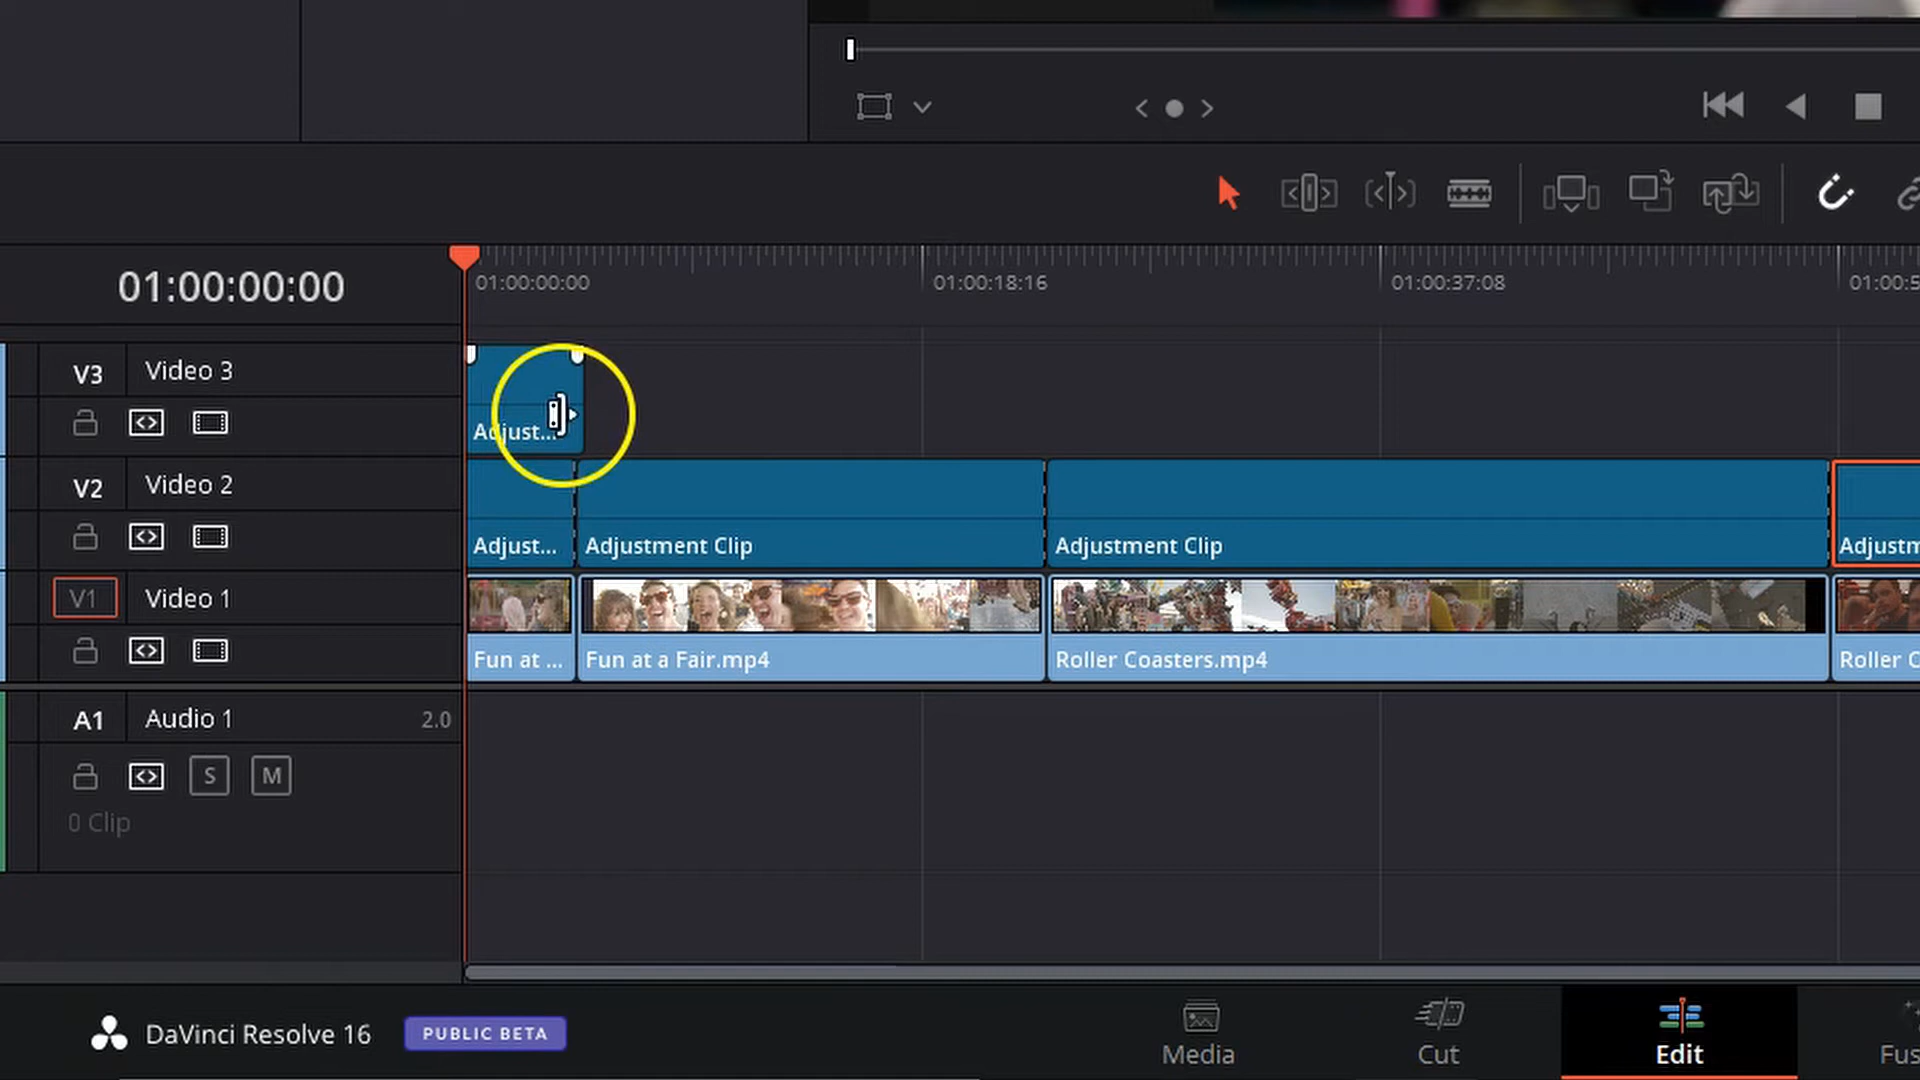 01:00:00:00
01:00:00:00
01:00:18:16
01:00:37:08
01:00:5
V3 Video 3
Adjust...
V2 Video 2
Adjust...
Adjustment Clip
Adjustment Clip
Adjustm
V1 Video 1
Fun at ...
Fun at a Fair.mp4
Roller Coasters.mp4
Roller C
A1 Audio 1 2.0
S M
0 Clip
DaVinci Resolve 16
PUBLIC BETA
Media
Cut
Edit
Fus